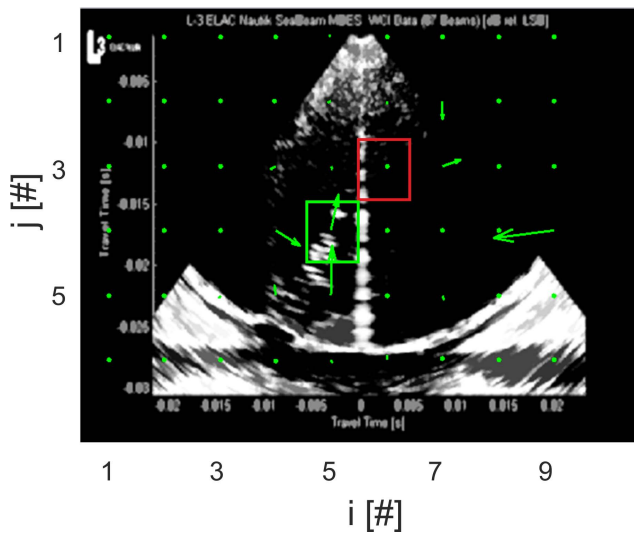 L-3 ELAC Nautik SeaBeam MBES WCI Data (87 Beams) [dB rel. LSB]
1
L3
-0.005
-0.01
3
j [#]
Travel Time [s]
-0.015
-0.02
5
-0.025
-0.03
-0.02 -0.015 -0.01 -0.005 0 0.005 0.01 0.015 0.02
Travel Time [s]
1 3 5 7 9
i [#]